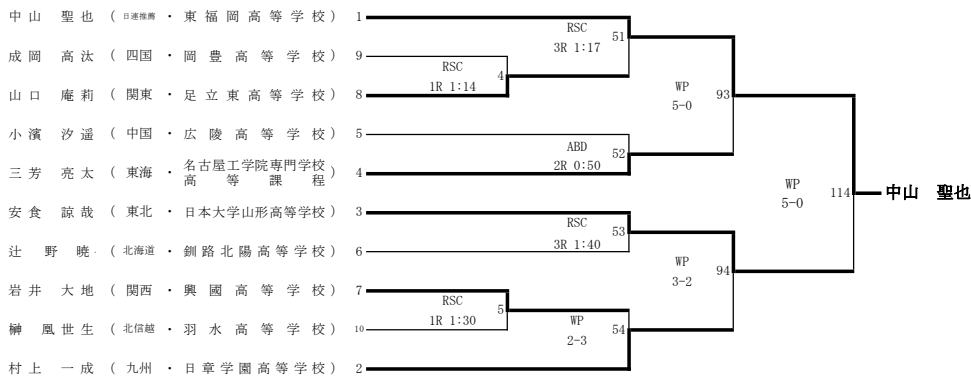 中山 聖也 ( 日連推薦 ・ 東福岡高等学校 ) 1
RSC 51
3R 1:17
成岡 高汰 ( 四国 ・ 岡豊高等学校 ) 9
RSC 4
1R 1:14
山口 庵莉 ( 関東 ・ 足立東高等学校 ) 8
WP 93
5-0
小濱 汐遥 ( 中国 ・ 広陵高等学校 ) 5
ABD 52
2R 0:50
三芳 亮太 ( 東海 ・ 名古屋工学院専門学校
高等課程 ) 4
WP 114 中山 聖也
5-0
安食 諒哉 ( 東北 ・ 日本大学山形高等学校 ) 3
RSC 53
3R 1:40
辻野 暁 ( 北海道 ・ 釧路北陽高等学校 ) 6
WP 94
3-2
岩井 大地 ( 関西 ・ 興國高等学校 ) 7
RSC 5
1R 1:30
榊 凰世生 ( 北信越 ・ 羽水高等学校 ) 10
WP 54
2-3
村上 一成 ( 九州 ・ 日章学園高等学校 ) 2